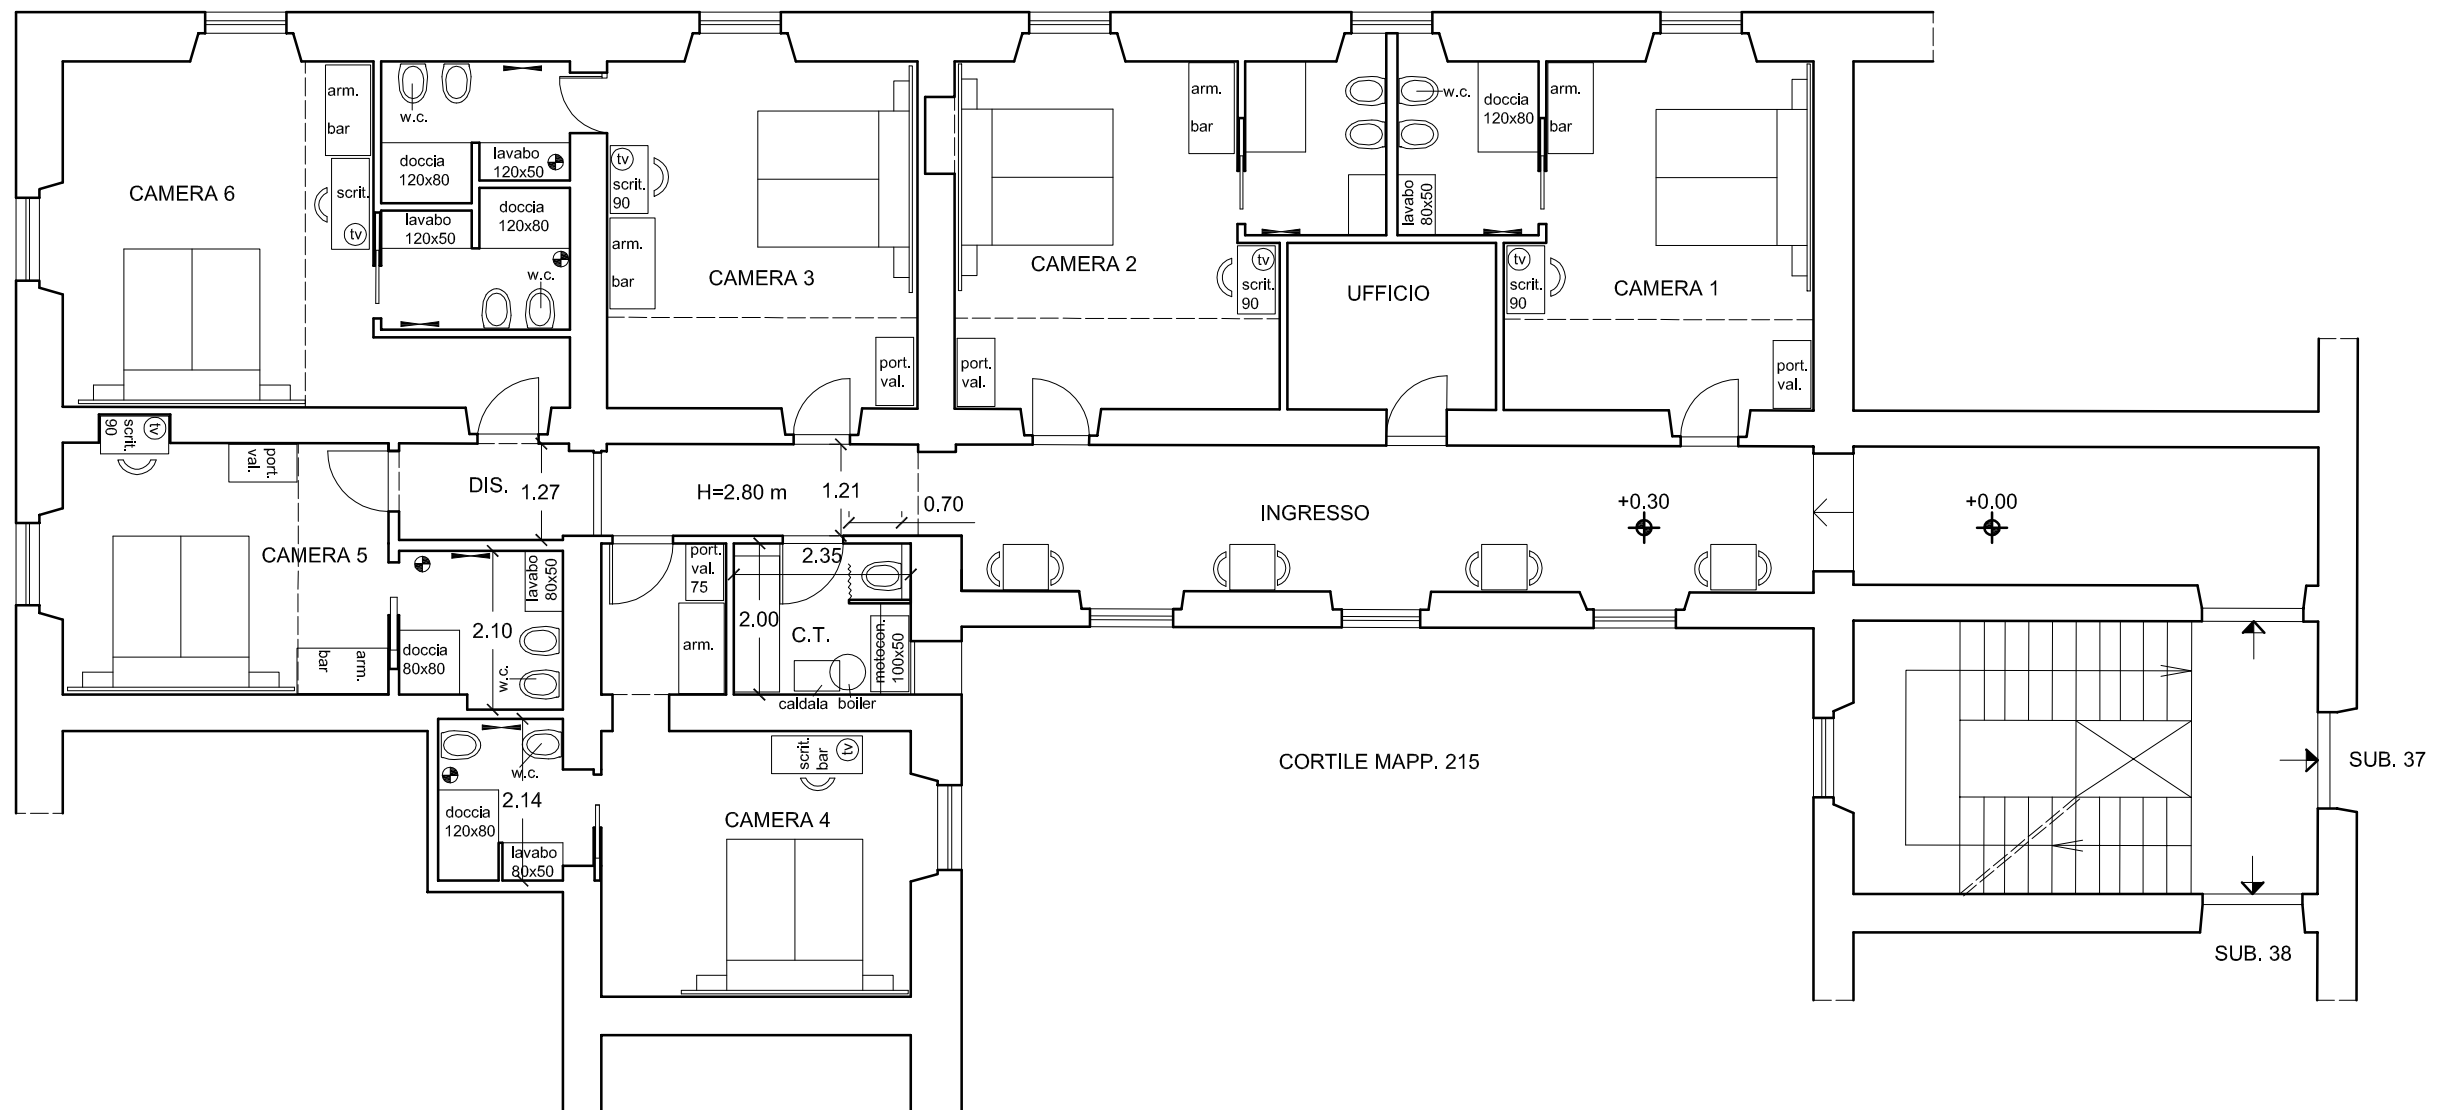 CAMERA 6
arm.
bar
scrit.
tv
w.c.
doccia
120x80
lavabo
120x50
lavabo
120x50
doccia
120x80
w.c.
tv
scrit.
90
arm.
bar
CAMERA 3
port.
val.
CAMERA 2
arm.
bar
tv
scrit.
90
port.
val.
w.c.
doccia
120x80
lavabo
80x50
UFFICIO
arm.
bar
tv
scrit.
90
CAMERA 1
port.
val.
scrit.
90
tv
port.
val.
CAMERA 5
bar
arm.
DIS.
1.27
H=2.80 m
1.21
0.70
INGRESSO
+0.30
+0.00
lavabo
80x50
2.10
doccia
80x80
w.c.
port.
val.
75
arm.
2.35
2.00
C.T.
motocon.
100x50
caldaia
boiler
w.c.
2.14
doccia
120x80
lavabo
80x50
scrit.
bar
tv
CAMERA 4
CORTILE MAPP. 215
SUB. 37
SUB. 38